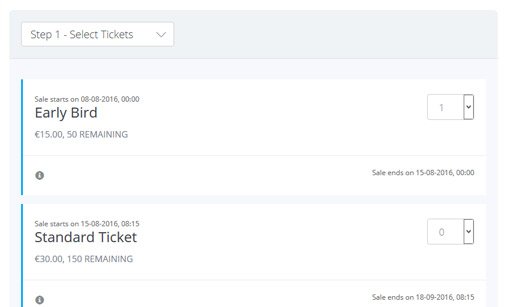 Step 1 - Select Tickets
Sale starts on 08-08-2016, 00:00
Early Bird
1
€15.00, 50 REMAINING
Sale ends on 15-08-2016, 00:00
Sale starts on 15-08-2016, 08:15
Standard Ticket
0
€30.00, 150 REMAINING
Sale ends on 18-09-2016, 08:15